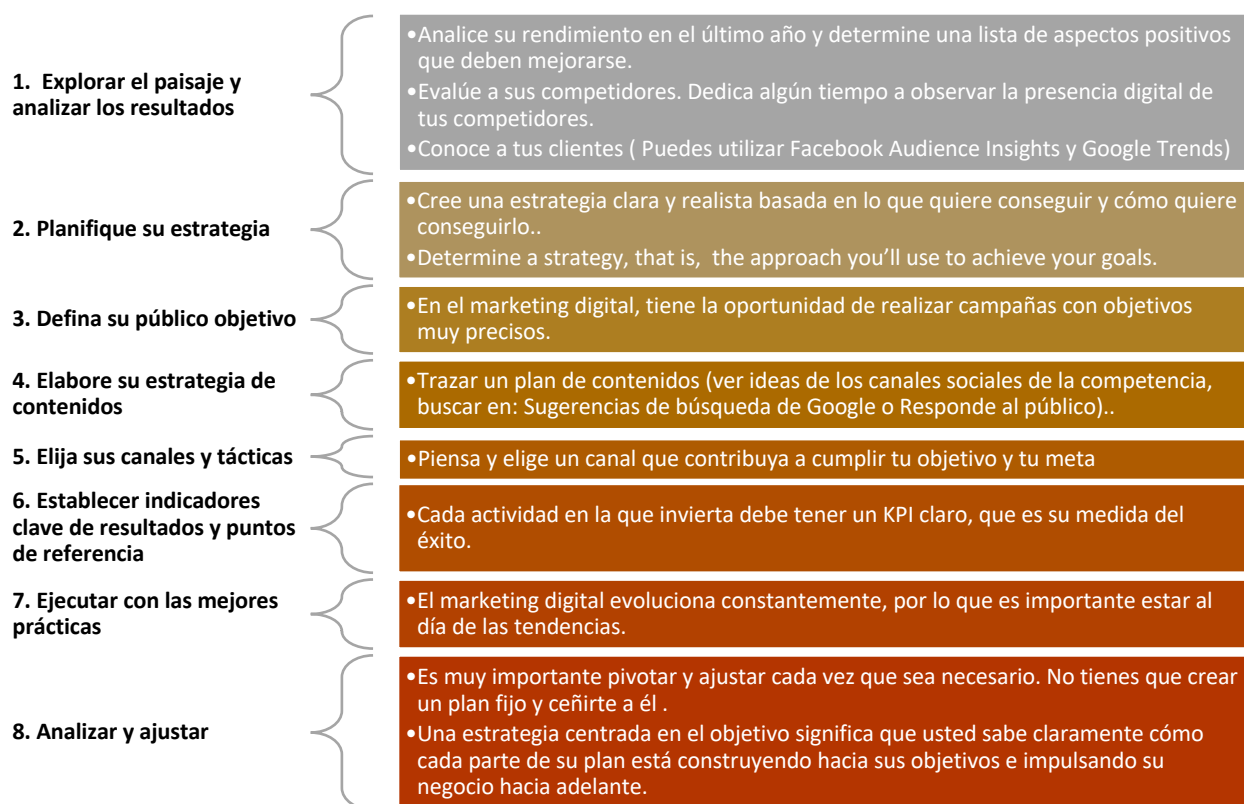 1. Explorar el paisaje y
analizar los resultados
•Analice su rendimiento en el último año y determine una lista de aspectos positivos
que deben mejorarse.
•Evalúe a sus competidores. Dedica algún tiempo a observar la presencia digital de
tus competidores.
•Conoce a tus clientes ( Puedes utilizar Facebook Audience Insights y Google Trends)
2. Planifique su estrategia
•Cree una estrategia clara y realista basada en lo que quiere conseguir y cómo quiere
conseguirlo..
•Determine a strategy, that is, the approach you’ll use to achieve your goals.
3. Defina su público objetivo
•En el marketing digital, tiene la oportunidad de realizar campañas con objetivos
muy precisos.
4. Elabore su estrategia de
contenidos
•Trazar un plan de contenidos (ver ideas de los canales sociales de la competencia,
buscar en: Sugerencias de búsqueda de Google o Responde al público)..
5. Elija sus canales y tácticas
•Piensa y elige un canal que contribuya a cumplir tu objetivo y tu meta
6. Establecer indicadores
clave de resultados y puntos
de referencia
•Cada actividad en la que invierta debe tener un KPI claro, que es su medida del
éxito.
7. Ejecutar con las mejores
prácticas
•El marketing digital evoluciona constantemente, por lo que es importante estar al
día de las tendencias.
8. Analizar y ajustar
•Es muy importante pivotar y ajustar cada vez que sea necesario. No tienes que crear
un plan fijo y ceñirte a él .
•Una estrategia centrada en el objetivo significa que usted sabe claramente cómo
cada parte de su plan está construyendo hacia sus objetivos e impulsando su
negocio hacia adelante.